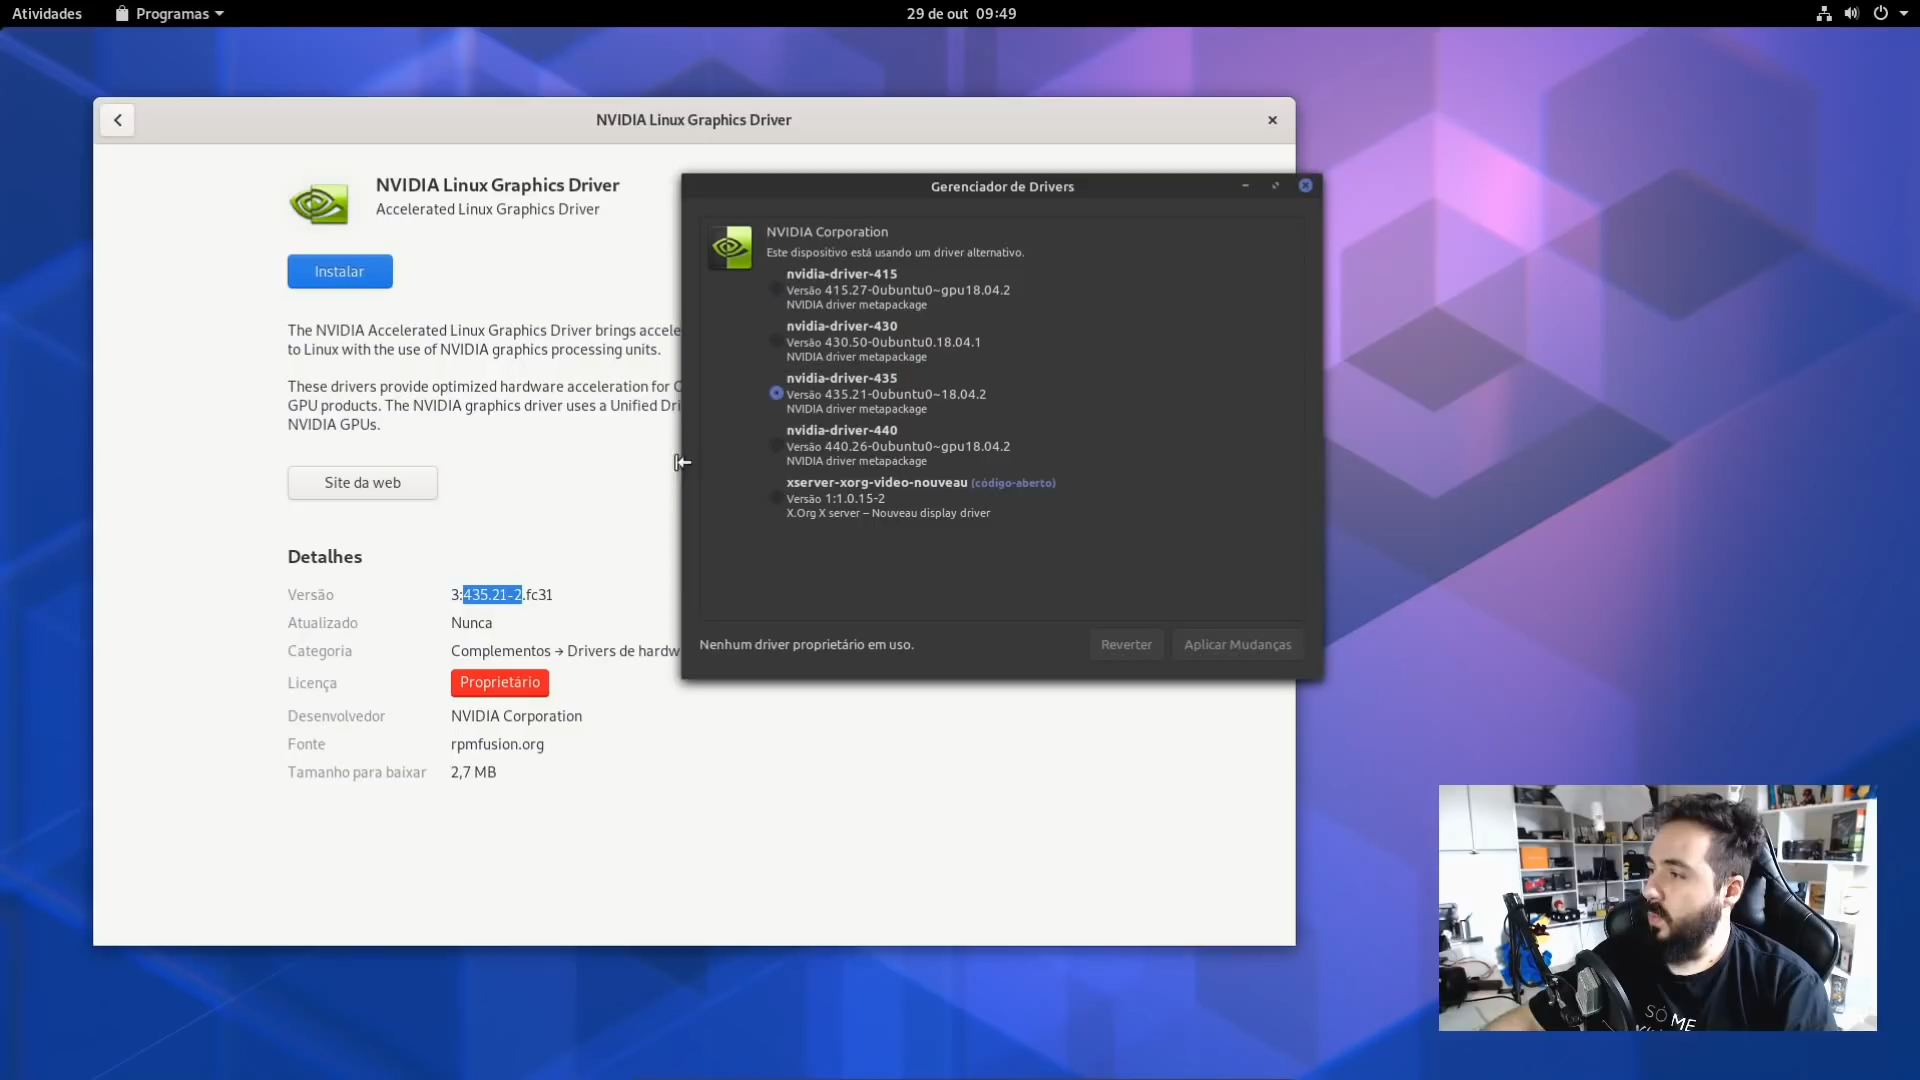 Atividades
Programas
29 de out 09:49
NVIDIA Linux Graphics Driver
NVIDIA Linux Graphics Driver
Accelerated Linux Graphics Driver
Instalar
The NVIDIA Accelerated Linux Graphics Driver brings accele
to Linux with the use of NVIDIA graphics processing units.
These drivers provide optimized hardware acceleration for
GPU products. The NVIDIA graphics driver uses a Unified Dri
NVIDIA GPUs.
Site da web
Detalhes
Versão 3:435.21-2.fc31
Atualizado Nunca
Categoria Complementos → Drivers de hardw
Licença Proprietário
Desenvolvedor NVIDIA Corporation
Fonte rpmfusion.org
Tamanho para baixar 2,7 MB
Gerenciador de Drivers
NVIDIA Corporation
Este dispositivo está usando um driver alternativo.
nvidia-driver-415
Versão 415.27-0ubuntu0~gpu18.04.2
NVIDIA driver metapackage
nvidia-driver-430
Versão 430.50-0ubuntu0.18.04.1
NVIDIA driver metapackage
nvidia-driver-435
Versão 435.21-0ubuntu0~18.04.2
NVIDIA driver metapackage
nvidia-driver-440
Versão 440.26-0ubuntu0~gpu18.04.2
NVIDIA driver metapackage
xserver-xorg-video-nouveau (código-aberto)
Versão 1:1.0.15-2
X.Org X server – Nouveau display driver
Nenhum driver proprietário em uso.
Reverter
Aplicar Mudanças
SÓ ME